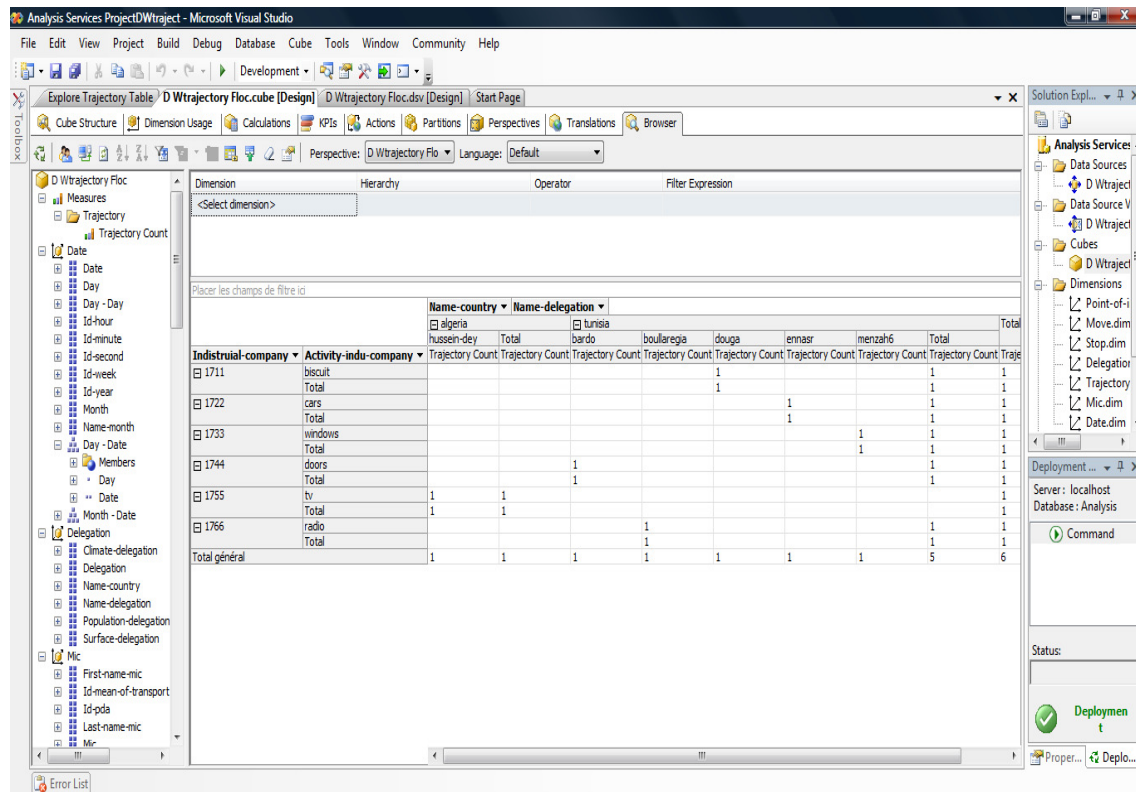 Analysis Services ProjectDWtraject - Microsoft Visual Studio
File Edit View Project Build Debug Database Cube Tools Window Community Help
Development
Explore Trajectory Table D Wtrajectory Floc.cube [Design] D Wtrajectory Floc.dsv [Design] Start Page
Toolbox
Cube Structure Dimension Usage Calculations KPIs Actions Partitions Perspectives Translations Browser
Perspective: D Wtrajectory Flo Language: Default
D Wtrajectory Floc
Measures
Trajectory
Trajectory Count
Date
Date
Day
Day - Day
Id-hour
Id-minute
Id-second
Id-week
Id-year
Month
Name-month
Day - Date
Members
Day
Date
Month - Date
Delegation
Climate-delegation
Delegation
Name-country
Name-delegation
Population-delegation
Surface-delegation
Mic
First-name-mic
Id-mean-of-transport
Id-pda
Last-name-mic
Mic
Dimension Hierarchy Operator Filter Expression
<Select dimension>
Placer les champs de filtre ici
Name-country Name-delegation
algeria tunisia Total
hussein-dey Total bardo boullaregia douga ennasr menzah6 Total
Indistruial-company Activity-indu-company Trajectory Count Trajectory Count Trajectory Count Trajectory Count Trajectory Count Trajectory Count Trajectory Count Trajectory Count Traje
1711 biscuit 1 1 1
Total 1 1 1
1722 cars 1 1 1
Total 1 1 1
1733 windows 1 1 1
Total 1 1 1
1744 doors 1 1 1
Total 1 1 1
1755 tv 1 1 1
Total 1 1 1
1766 radio 1 1 1
Total 1 1 1
Total général 1 1 1 1 1 1 1 5 6
Solution Expl...
Analysis Services
Data Sources
D Wtraject
Data Source V
D Wtraject
Cubes
D Wtraject
Dimensions
Point-of-i
Move.dim
Stop.dim
Delegation
Trajectory
Mic.dim
Date.dim
Deployment ...
Server: localhost
Database: Analysis
Command
Status:
Deploymen
t
Proper... Deplo...
Error List